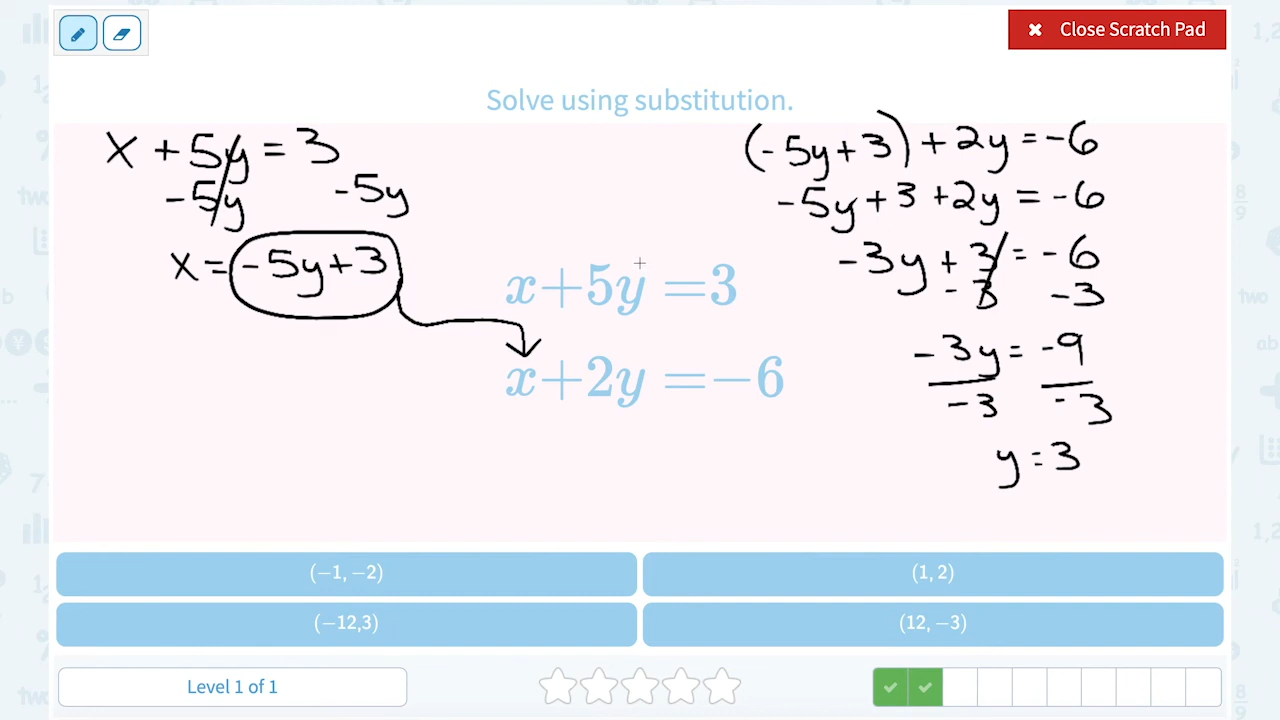 Close Scratch Pad
Solve using substitution.
x + 5y = 3
-5y -5y
x = -5y+3
x+5y =3
x+2y =−6
(-5y+3)+2y=-6
-5y+3+2y=-6
-3y+3=-6
-3 -3
-3y=-9
-3 -3
y=3
(−1, −2)
(1, 2)
(−12,3)
(12, −3)
Level 1 of 1